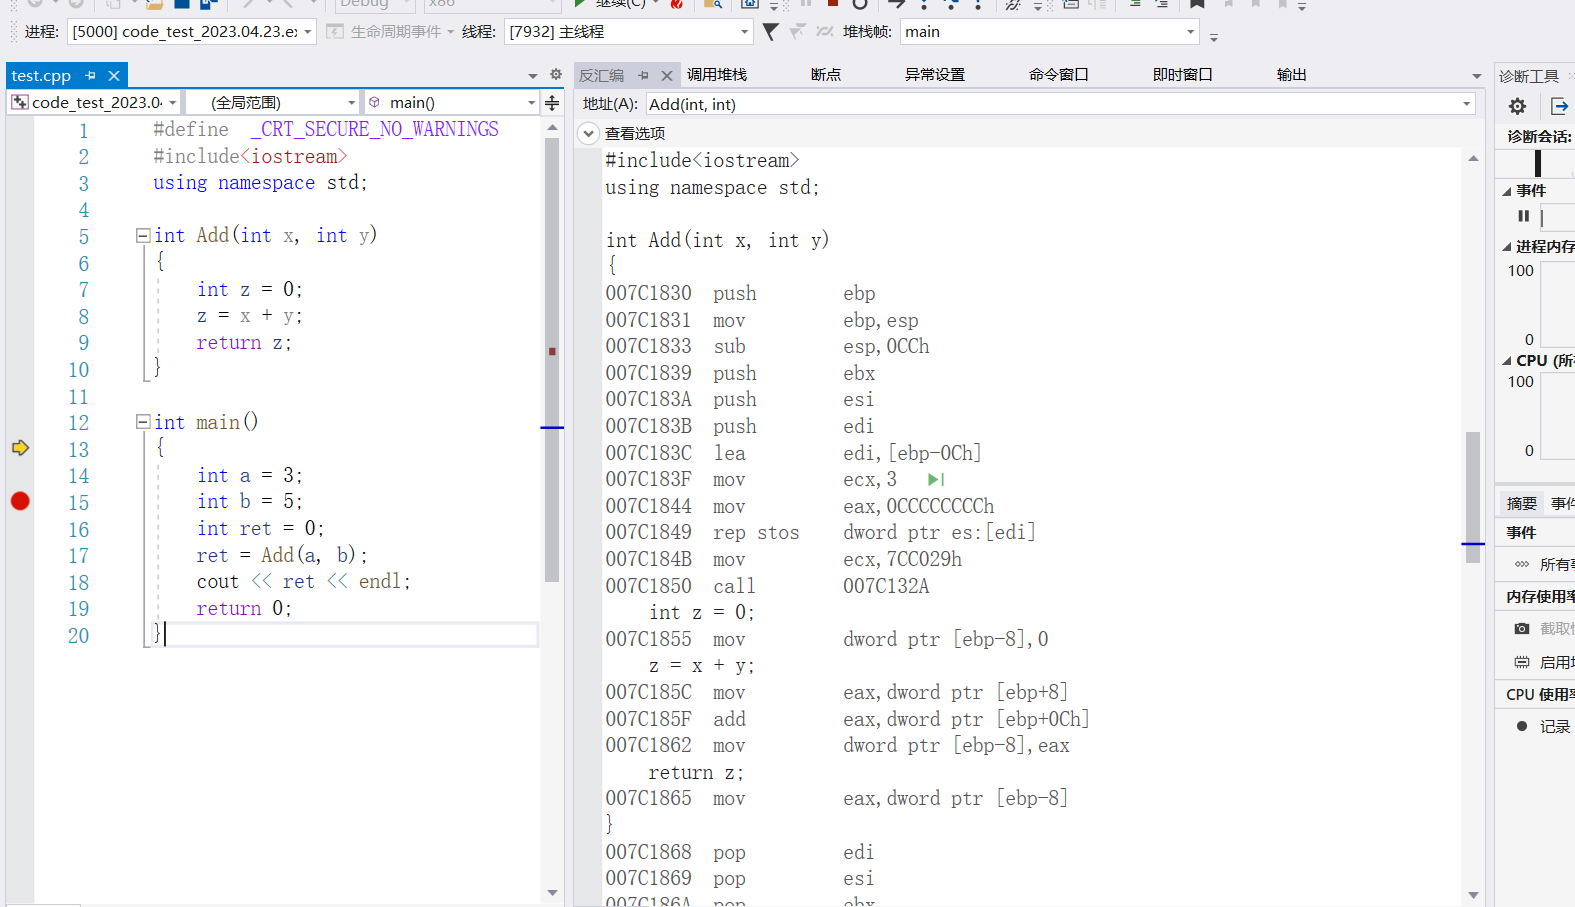 Debug x86 继续(C)
进程: [5000] code_test_2023.04.23.ex 生命周期事件 线程: [7932] 主线程 堆栈帧: main
test.cpp
code_test_2023.0 (全局范围) main()
1 #define _CRT_SECURE_NO_WARNINGS
2 #include<iostream>
3 using namespace std;
4
5 int Add(int x, int y)
6 {
7 int z = 0;
8 z = x + y;
9 return z;
10 }
11
12 int main()
13 {
14 int a = 3;
15 int b = 5;
16 int ret = 0;
17 ret = Add(a, b);
18 cout << ret << endl;
19 return 0;
20 }
反汇编 调用堆栈 断点 异常设置 命令窗口 即时窗口 输出
地址(A): Add(int, int)
查看选项
#include<iostream>
using namespace std;
int Add(int x, int y)
{
007C1830 push ebp
007C1831 mov ebp,esp
007C1833 sub esp,0CCh
007C1839 push ebx
007C183A push esi
007C183B push edi
007C183C lea edi,[ebp-0Ch]
007C183F mov ecx,3
007C1844 mov eax,0CCCCCCCCh
007C1849 rep stos dword ptr es:[edi]
007C184B mov ecx,7CC029h
007C1850 call 007C132A
int z = 0;
007C1855 mov dword ptr [ebp-8],0
z = x + y;
007C185C mov eax,dword ptr [ebp+8]
007C185F add eax,dword ptr [ebp+0Ch]
007C1862 mov dword ptr [ebp-8],eax
return z;
007C1865 mov eax,dword ptr [ebp-8]
}
007C1868 pop edi
007C1869 pop esi
007C186A pop ebx
诊断工具
诊断会话:
事件
进程内存
100
0
CPU (所
100
0
摘要 事件
事件
所有
内存使用率
截取
启用
CPU 使用率
记录